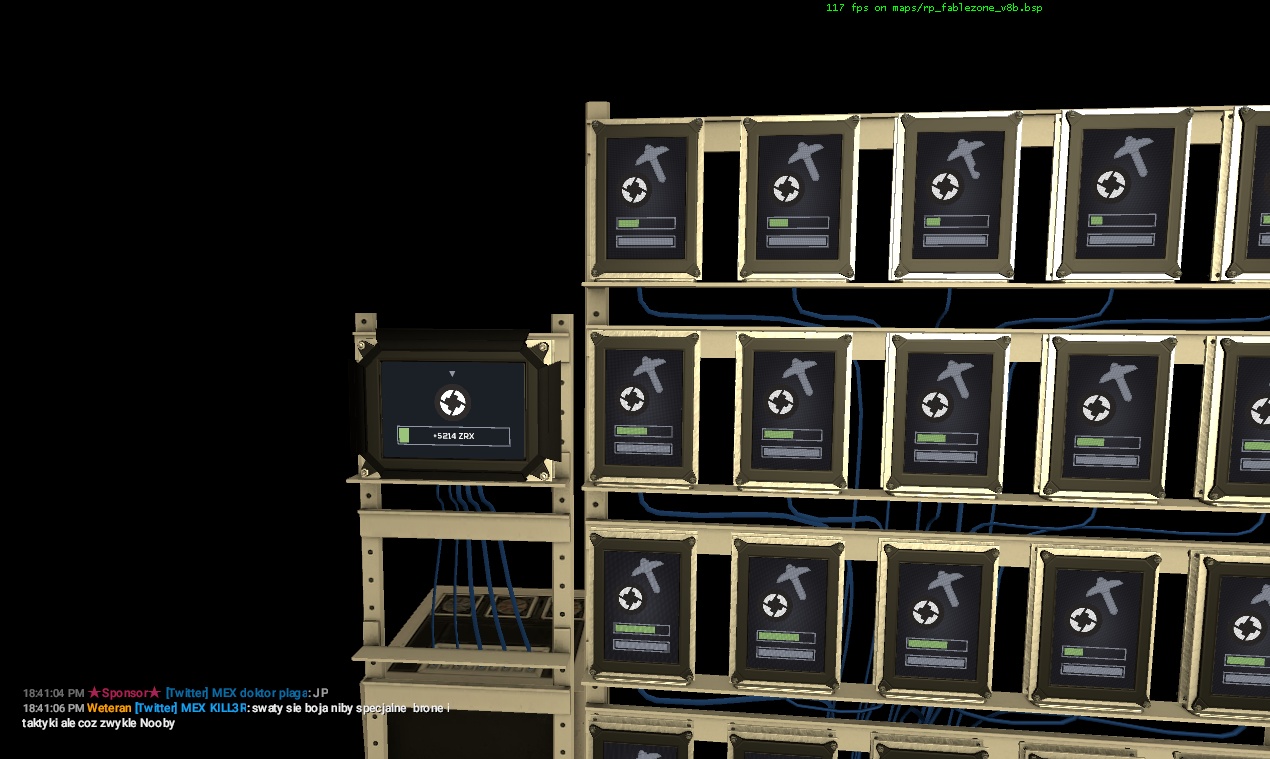 117 fps on maps/rp_fablezone_v8b.bsp
+5214 ZRX
18:41:04 PM ★Sponsor★ [Twitter] MEX doktor plaga: JP
18:41:06 PM Weteran [Twitter] MEX KILL3R: swaty sie boja niby specjalne brone i
taktyki ale coz zwykle Nooby